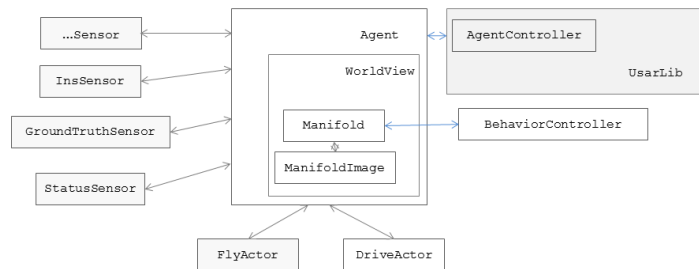 ...Sensor
Agent
AgentController
InsSensor
WorldView
UsarLib
Manifold
BehaviorController
GroundTruthSensor
ManifoldImage
StatusSensor
FlyActor
DriveActor